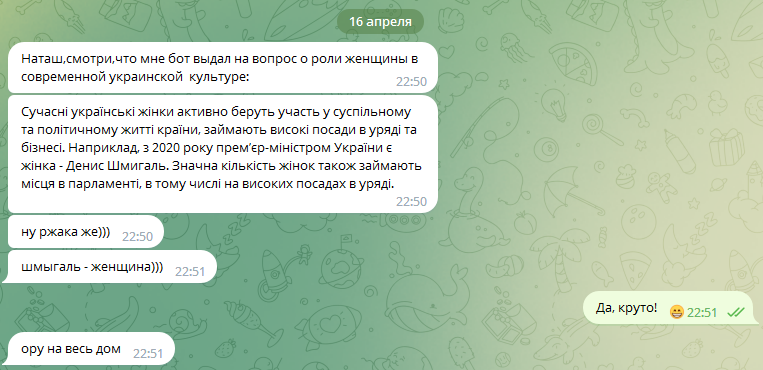 16 апреля
Наташ,смотри,что мне бот выдал на вопрос о роли женщины в
современной украинской культуре:
22:50
Сучасні українські жінки активно беруть участь у суспільному
та політичному житті країни, займають високі посади в уряді та
бізнесі. Наприклад, з 2020 року прем’єр-міністром України є
жінка - Денис Шмигаль. Значна кількість жінок також займають
місця в парламенті, в тому числі на високих посадах в уряді.
22:50
ну ржака же))) 22:50
шмыгаль - женщина))) 22:51
Да, круто! 😀 22:51
ору на весь дом 22:51